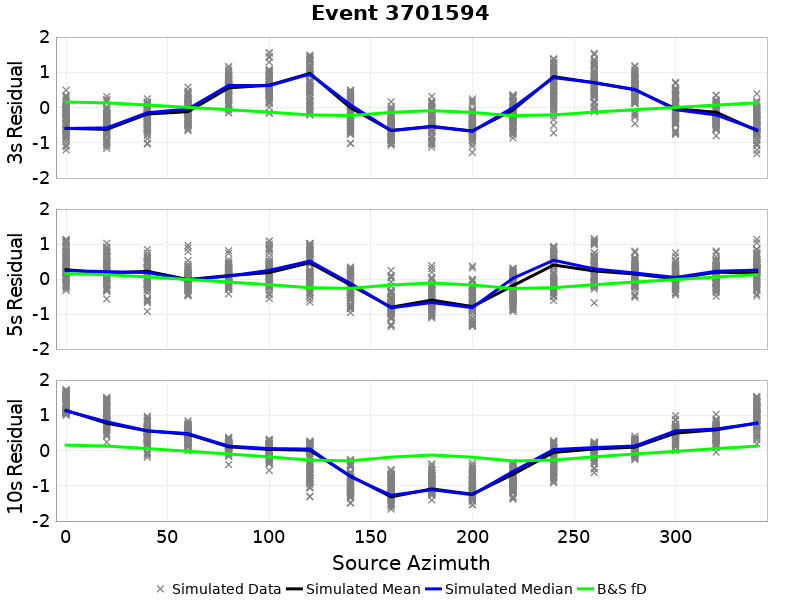 Event 3701594
2
1
0
-1
-2
3s Residual
2
1
0
-1
-2
5s Residual
2
1
0
-1
-2
10s Residual
0 50 100 150 200 250 300
Source Azimuth
Simulated Data Simulated Mean Simulated Median B&S fD